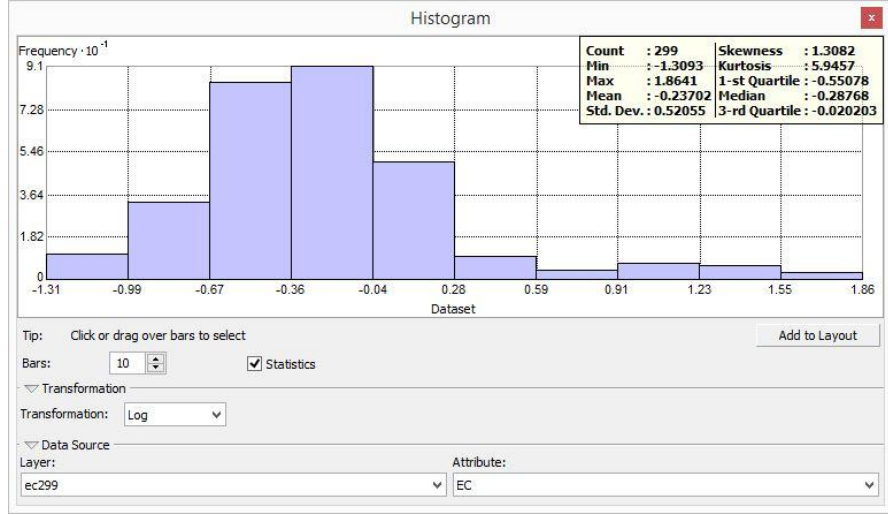 Histogram
x
Frequency · 10 -1
Count : 299 Skewness : 1.3082
Min : -1.3093 Kurtosis : 5.9457
Max : 1.8641 1-st Quartile : -0.55078
Mean : -0.23702 Median : -0.28768
Std. Dev. : 0.52055 3-rd Quartile : -0.020203
9.1
7.28
5.46
3.64
1.82
0
-1.31 -0.99 -0.67 -0.36 -0.04 0.28 0.59 0.91 1.23 1.55 1.86
Dataset
Tip: Click or drag over bars to select Add to Layout
Bars: 10 Statistics
Transformation
Transformation: Log
Data Source
Layer: Attribute:
ec299 EC